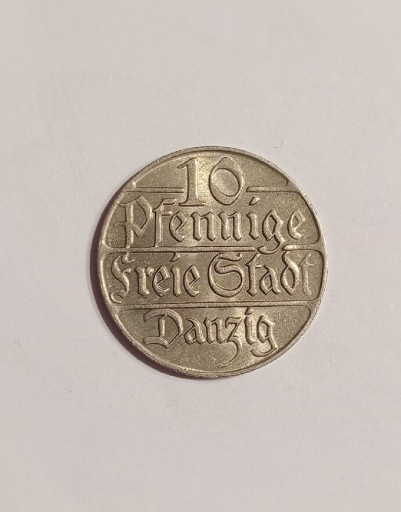 10
Pfennige
Freie Stadt
Danzig